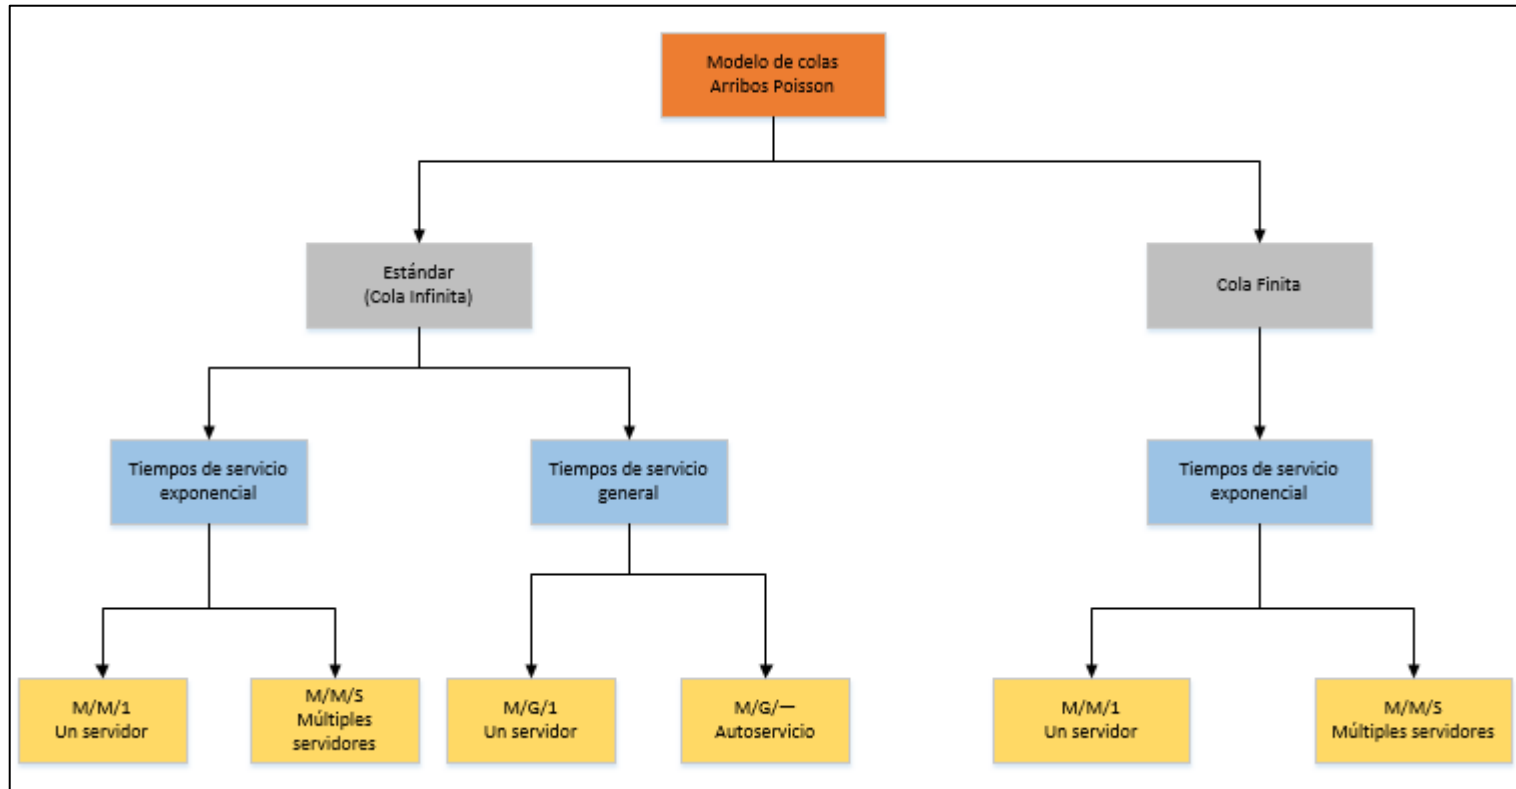 Modelo de colas
Arribos Poisson
Estándar
(Cola Infinita)
Cola Finita
Tiempos de servicio
exponencial
Tiempos de servicio
general
Tiempos de servicio
exponencial
M/M/1
Un servidor
M/M/S
Múltiples
servidores
M/G/1
Un servidor
M/G/—
Autoservicio
M/M/1
Un servidor
M/M/S
Múltiples servidores